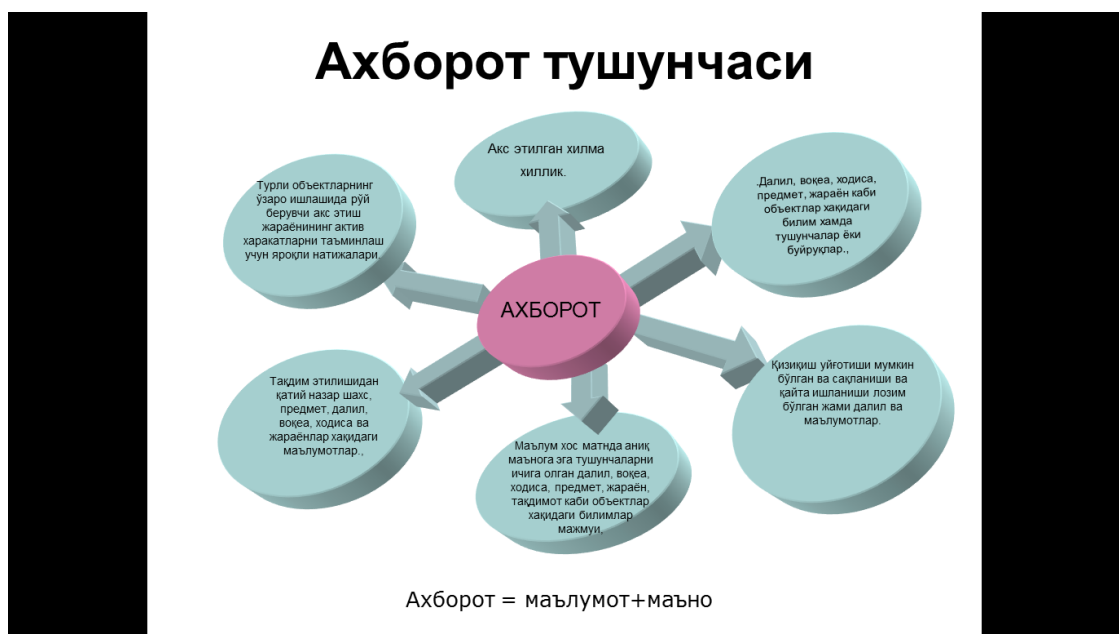 Ахборот тушунчаси
Акс этилган хилма
хиллик.
Турли объектларнинг
ўзаро ишлашида рўй
берувчи акс этиш
жараёнининг актив
харакатларни таъминлаш
учун яроқли натижалари.
.Далил, воқеа, ходиса,
предмет, жараён каби
объектлар хақидаги
билим хамда
тушунчалар ёки
буйруқлар.,
АХБОРОТ
Тақдим этилишидан
қатий назар шахс,
предмет, далил,
воқеа, ходиса ва
жараёнлар хақидаги
маълумотлар.,
Қизиқиш уйғотиши мумкин
бўлган ва сақланиши ва
қайта ишланиши лозим
бўлган жами далил ва
маълумотлар.
Маълум хос матнда аниқ
маънога эга тушунчаларни
ичига олган далил, воқеа,
ходиса, предмет, жараён,
тақдимот каби объектлар
хақидаги билимлар
мажмуи,
Ахборот = маълумот+маъно